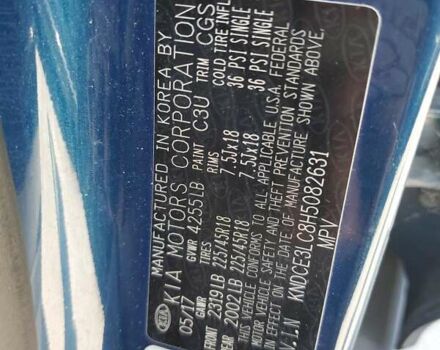 MANUFACTURED IN KOREA BY
KIA MOTORS CORPORATION
05/17 GVWR 4255LB PAINT C3U TRIM CGS
GAWR TIRES RIMS COLD TIRE INFL
FRONT 2319LB 225/45R18 7.5JX18 36 PSI SINGLE
REAR 2002LB 225/45R18 7.5JX18 36 PSI SINGLE
THIS VEHICLE CONFORMS TO ALL APPLICABLE U.S.A. FEDERAL
MOTOR VEHICLE SAFETY AND THEFT PREVENTION STANDARDS
IN EFFECT ON THE DATE OF MANUFACTURE SHOWN ABOVE.
V.I.N KNDCE3LC8H5082631
MPV
KIA